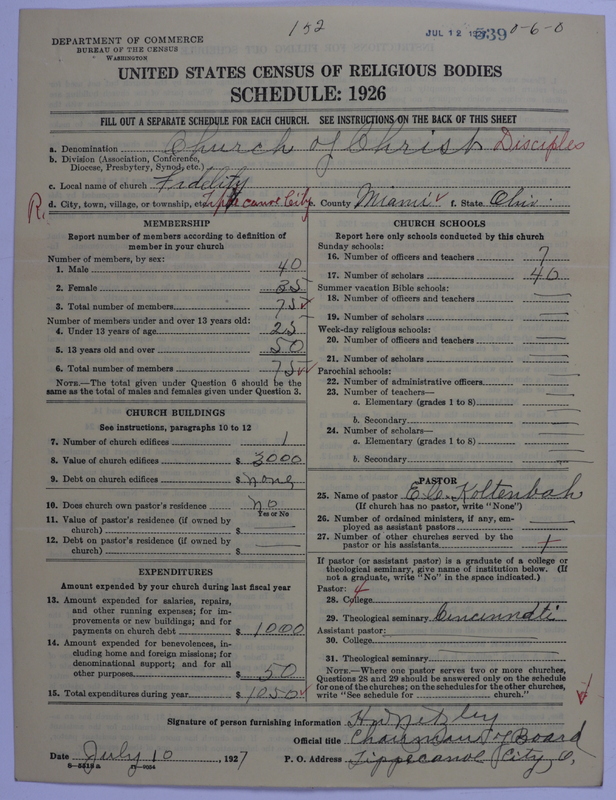 152
JUL 12 1927
539
0-6-0
DEPARTMENT OF COMMERCE
BUREAU OF THE CENSUS
WASHINGTON
UNITED STATES CENSUS OF RELIGIOUS BODIES
SCHEDULE: 1926
FILL OUT A SEPARATE SCHEDULE FOR EACH CHURCH. SEE INSTRUCTIONS ON THE BACK OF THIS SHEET
a. Denomination Church of Christ Disciples
b. Division (Association, Conference, Diocese, Presbytery, Synod, etc.)
c. Local name of church Fidelity
R. d. City, town, village, or township, etc. Tippecanoe City e. County Miami f. State Ohio
MEMBERSHIP
Report number of members according to definition of
member in your church
Number of members, by sex:
1. Male 40
2. Female 35
3. Total number of members 75
Number of members under and over 13 years old:
4. Under 13 years of age 25
5. 13 years old and over 50
6. Total number of members 75
NOTE.—The total given under Question 6 should be the
same as the total of males and females given under Question 3.
CHURCH BUILDINGS
See instructions, paragraphs 10 to 12
7. Number of church edifices 1
8. Value of church edifices $ 3000
9. Debt on church edifices $ None
10. Does church own pastor's residence No
Yes or No
11. Value of pastor's residence (if owned by
church) $
12. Debt on pastor's residence (if owned by
church) $
EXPENDITURES
Amount expended by your church during last fiscal year
13. Amount expended for salaries, repairs,
and other running expenses; for im-
provements or new buildings; and for
payments on church debt $ 1000
14. Amount expended for benevolences, in-
cluding home and foreign missions; for
denominational support; and for all
other purposes $ 50
15. Total expenditures during year $ 1050
CHURCH SCHOOLS
Report here only schools conducted by this church
Sunday schools:
16. Number of officers and teachers 7
17. Number of scholars 40
Summer vacation Bible schools:
18. Number of officers and teachers
19. Number of scholars
Week-day religious schools:
20. Number of officers and teachers
21. Number of scholars
Parochial schools:
22. Number of administrative officers
23. Number of teachers—
a. Elementary (grades 1 to 8)
b. Secondary
24. Number of scholars—
a. Elementary (grades 1 to 8)
b. Secondary
PASTOR
25. Name of pastor E.C. Koltenbah
(If church has no pastor, write "None")
26. Number of ordained ministers, if any, em-
ployed as assistant pastors
27. Number of other churches served by the
pastor or his assistants
If pastor (or assistant pastor) is a graduate of a college or
theological seminary, give name of institution below. (If
not a graduate, write "No" in the space indicated.)
Pastor:
28. College
29. Theological seminary Cincinnati
Assistant pastor:
30. College
31. Theological seminary
NOTE.—Where one pastor serves two or more churches,
Questions 28 and 29 should be answered only on the schedule
for one of the churches; on the schedules for the other churches,
write "See schedule for church."
Signature of person furnishing information H. W. Netzley
Official title Chairman of Board
Date July 10, 1927 P. O. Address Tippecanoe City O.
8—5518 a